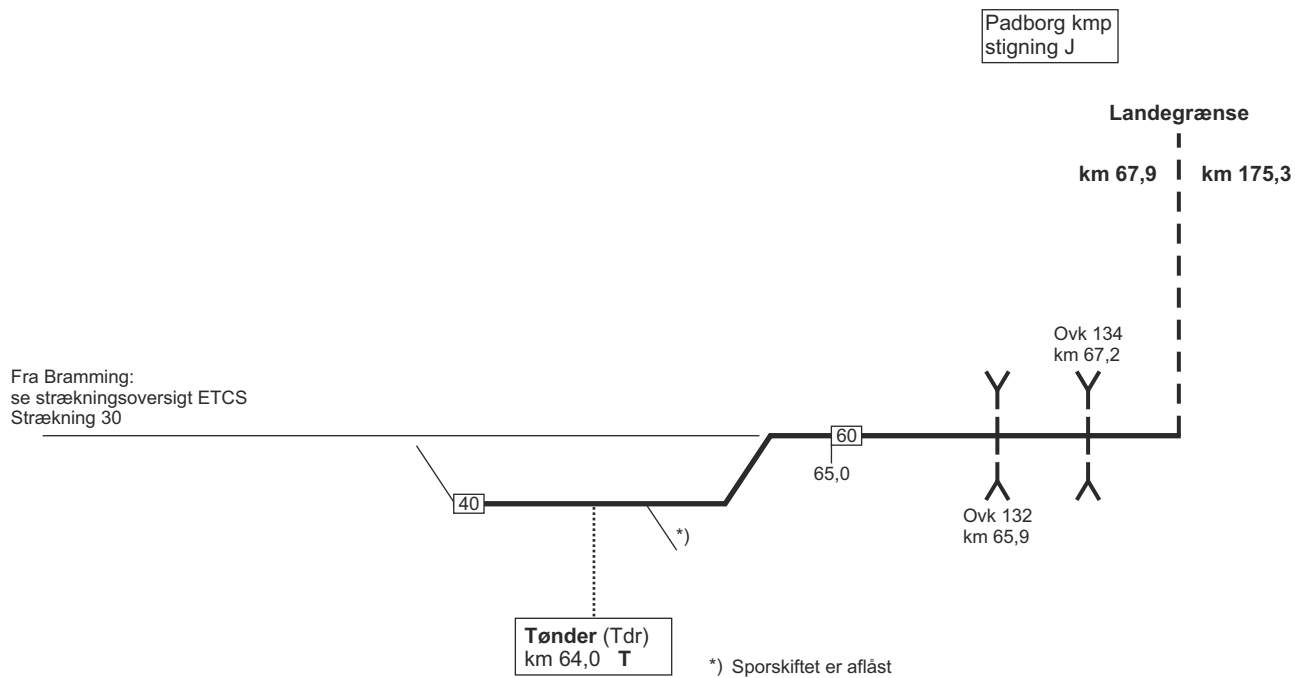 Padborg kmp
stigning J
Landegrænse
km 67,9
km 175,3
Ovk 134
km 67,2
Fra Bramming:
se strækningsoversigt ETCS
Strækning 30
60
65,0
40
Ovk 132
km 65,9
*)
Tønder (Tdr)
km 64,0 T
*) Sporskiftet er aflåst